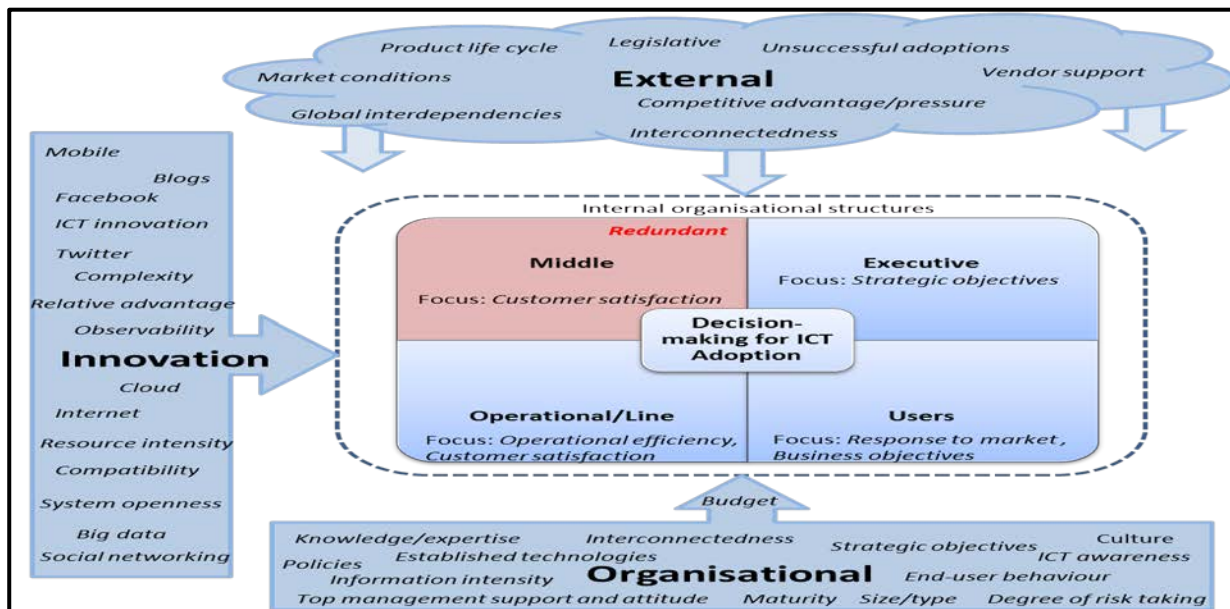 Product life cycle
Legislative
Unsuccessful adoptions
Market conditions
External
Vendor support
Global interdependencies
Competitive advantage/pressure
Interconnectedness
Mobile
Blogs
Facebook
ICT innovation
Twitter
Complexity
Relative advantage
Observability
Innovation
Cloud
Internet
Resource intensity
Compatibility
System openness
Big data
Social networking
Internal organisational structures
Redundant
Middle
Focus: Customer satisfaction
Executive
Focus: Strategic objectives
Decision-
making for ICT
Adoption
Operational/Line
Focus: Operational efficiency,
Customer satisfaction
Users
Focus: Response to market ,
Business objectives
Budget
Knowledge/expertise
Interconnectedness
Strategic objectives
Culture
Policies
Established technologies
ICT awareness
Information intensity
Organisational
End-user behaviour
Top management support and attitude
Maturity
Size/type
Degree of risk taking